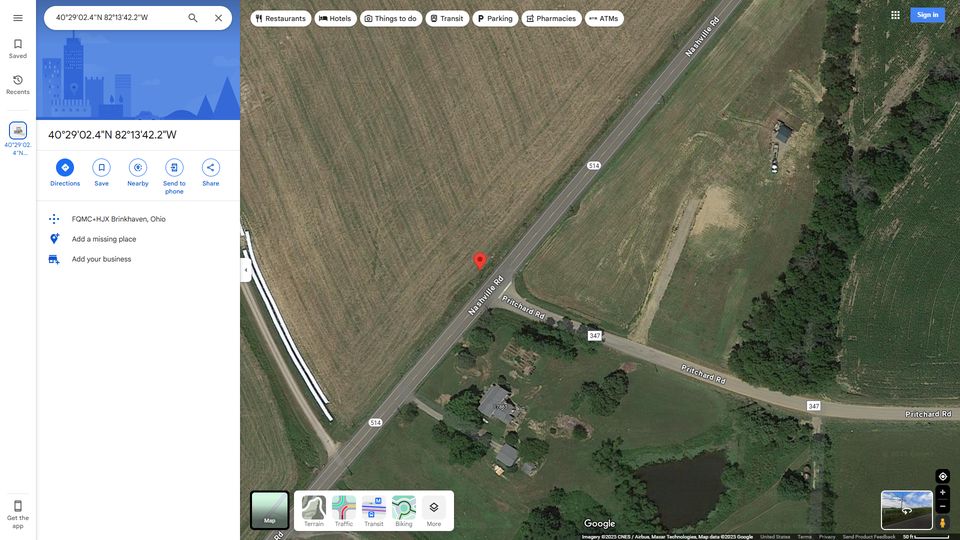 40°29'02.4"N 82°13'42.2"W
Restaurants
Hotels
Things to do
Transit
Parking
Pharmacies
ATMs
Sign in
Saved
Recents
40°29'02.
4"N...
40°29'02.4"N 82°13'42.2"W
Directions
Save
Nearby
Send to
phone
Share
FQMC+HJX Brinkhaven, Ohio
Add a missing place
Add your business
Get the
app
Nashville Rd
514
Nashville Rd
Pritchard Rd
347
Pritchard Rd
347
Pritchard Rd
514
Rd
Map
Terrain
Traffic
Transit
Biking
More
Google
Imagery ©2025 CNES / Airbus, Maxar Technologies, Map data ©2025 Google
United States
Terms
Privacy
Send Product Feedback
50 ft